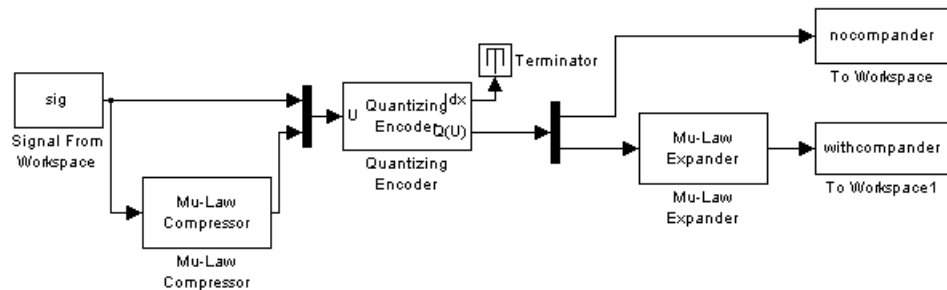 sig
Signal From
Workspace
Mu-Law
Compressor
Mu-Law
Compressor
U
Quantizing
Encoder
Idx
Q(U)
Quantizing
Encoder
Terminator
nocompander
To Workspace
Mu-Law
Expander
Mu-Law
Expander
withcompander
To Workspace1